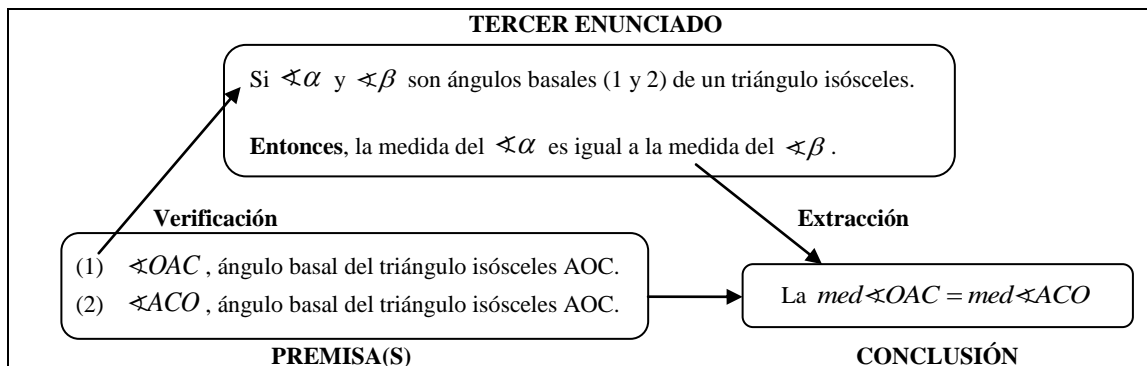 TERCER ENUNCIADO
Si ∢α y ∢β son ángulos basales (1 y 2) de un triángulo isósceles.
Entonces, la medida del ∢α es igual a la medida del ∢β.
Verificación
Extracción
(1) ∢OAC, ángulo basal del triángulo isósceles AOC.
(2) ∢ACO, ángulo basal del triángulo isósceles AOC.
La med∢OAC = med∢ACO
PREMISA(S)
CONCLUSIÓN